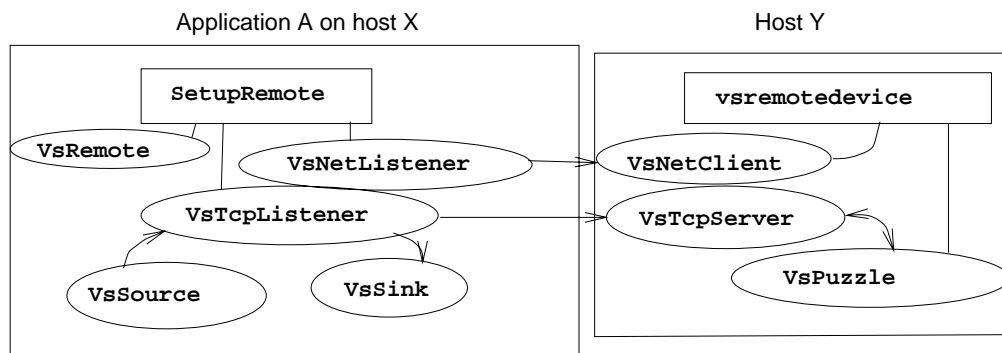 Application A on host X
Host Y
SetupRemote
vsremotedevice
VsRemote
VsNetListener
VsNetClient
VsTcpListener
VsTcpServer
VsSource
VsSink
VsPuzzle